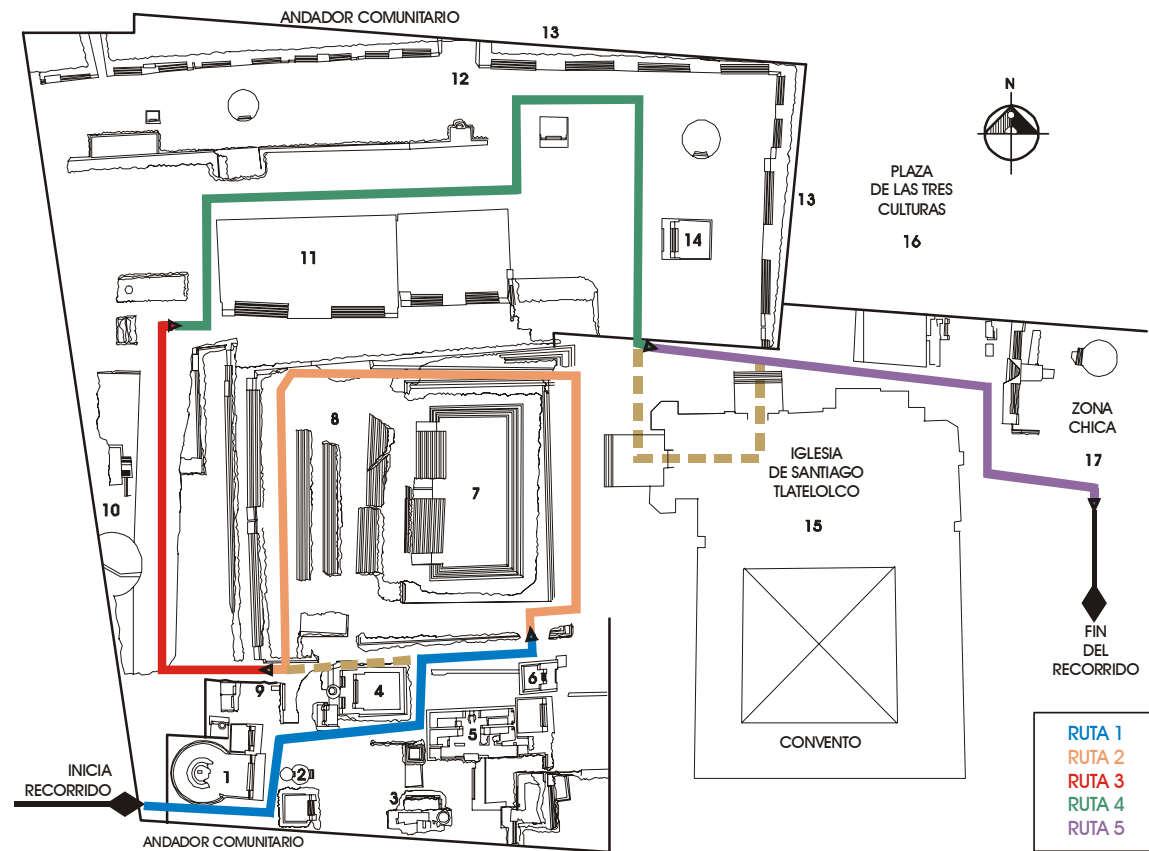 ANDADOR COMUNITARIO
13
12
N
PLAZA
DE LAS TRES
CULTURAS
16
13
14
11
8
7
10
ZONA
CHICA
17
IGLESIA
DE SANTIAGO
TLATELOLCO
15
FIN
DEL
RECORRIDO
9
4
6
5
CONVENTO
INICIA
RECORRIDO
1
2
3
ANDADOR COMUNITARIO
RUTA 1
RUTA 2
RUTA 3
RUTA 4
RUTA 5